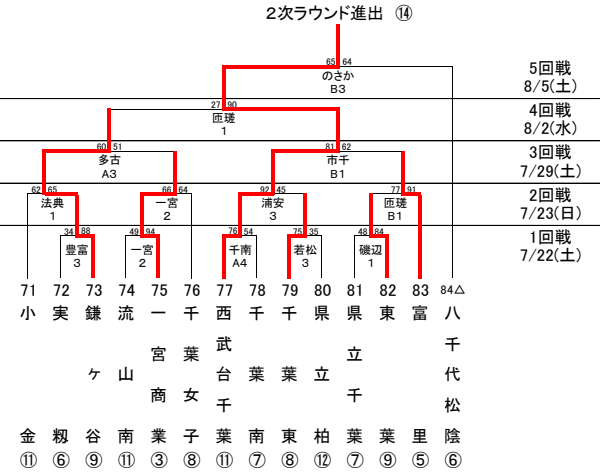 ２次ラウンド進出　⑭
65 64
のさか
B3
5回戦
8/5(土)
27 90
匝瑳
1
4回戦
8/2(水)
60 51
多古
A3
81 62
市千
B1
3回戦
7/29(土)
62 65
法典
1
66 64
一宮
2
92 45
浦安
3
77 91
匝瑳
B1
2回戦
7/23(日)
34 88
豊富
3
49 94
一宮
2
76 54
千南
A4
75 35
若松
3
48 84
磯辺
1
1回戦
7/22(土)
71 72 73 74 75 76 77 78 79 80 81 82 83 84△
小金⑪
実籾⑥
鎌ヶ谷⑨
流山南⑪
一宮商業③
千葉女子⑧
西武台千葉⑪
千葉南⑦
千葉東⑧
県立柏⑫
県立千葉⑦
東葉⑨
富里⑤
八千代松陰⑥